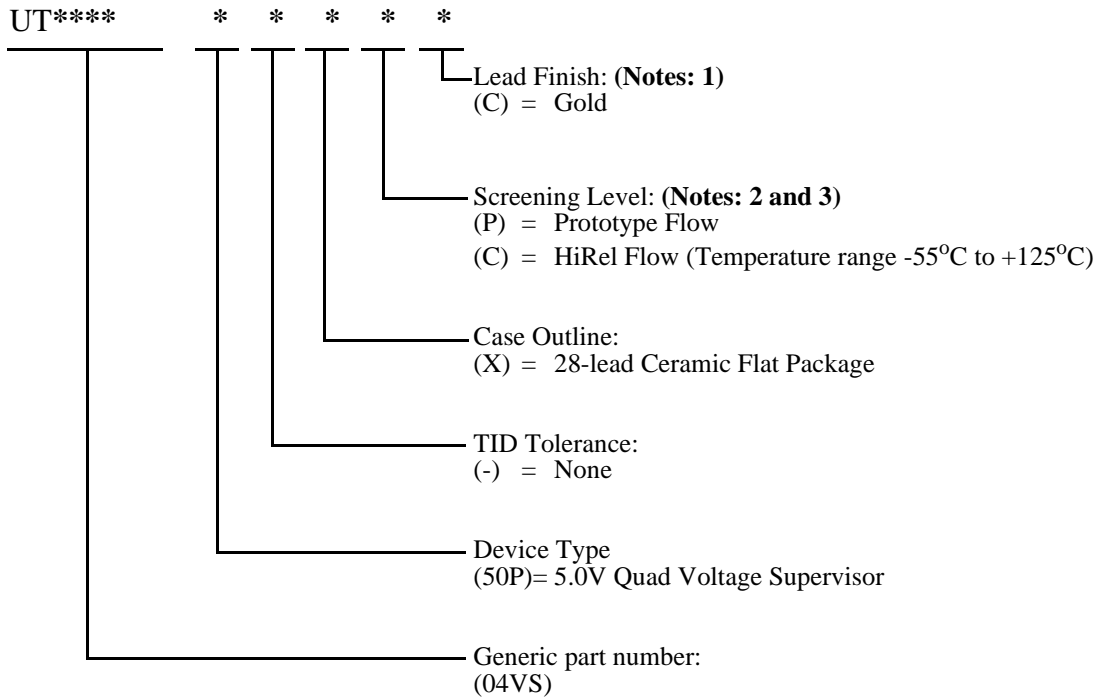 UT**** * * * * *
Lead Finish: (Notes: 1)
(C) = Gold
Screening Level: (Notes: 2 and 3)
(P) = Prototype Flow
(C) = HiRel Flow (Temperature range -55°C to +125°C)
Case Outline:
(X) = 28-lead Ceramic Flat Package
TID Tolerance:
(-) = None
Device Type
(50P)= 5.0V Quad Voltage Supervisor
Generic part number:
(04VS)